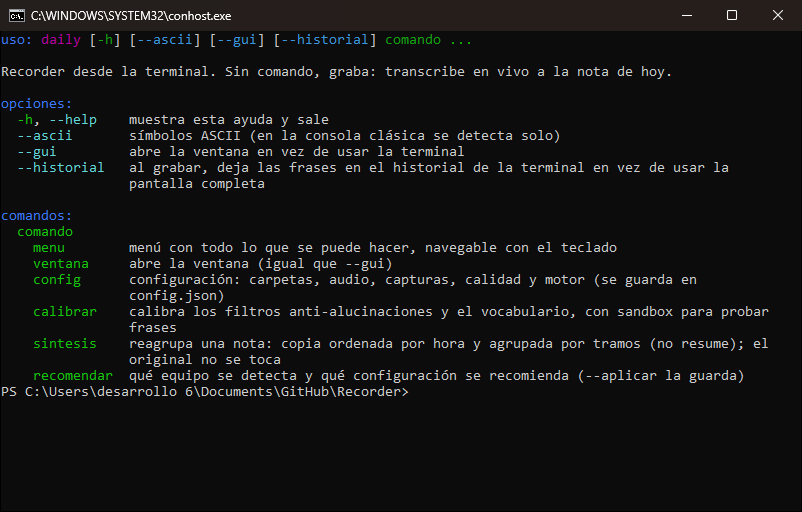 C:\WINDOWS\SYSTEM32\conhost.exe
uso: daily [-h] [--ascii] [--gui] [--historial] comando ...
Recorder desde la terminal. Sin comando, graba: transcribe en vivo a la nota de hoy.
opciones:
-h, --help muestra esta ayuda y sale
--ascii símbolos ASCII (en la consola clásica se detecta solo)
--gui abre la ventana en vez de usar la terminal
--historial al grabar, deja las frases en el historial de la terminal en vez de usar la
pantalla completa
comandos:
comando
menu menú con todo lo que se puede hacer, navegable con el teclado
ventana abre la ventana (igual que --gui)
config configuración: carpetas, audio, capturas, calidad y motor (se guarda en
config.json)
calibrar calibra los filtros anti-alucinaciones y el vocabulario, con sandbox para probar
frases
sintesis reagrupa una nota: copia ordenada por hora y agrupada por tramos (no resume); el
original no se toca
recomendar qué equipo se detecta y qué configuración se recomienda (--aplicar la guarda)
PS C:\Users\desarrollo 6\Documents\GitHub\Recorder>